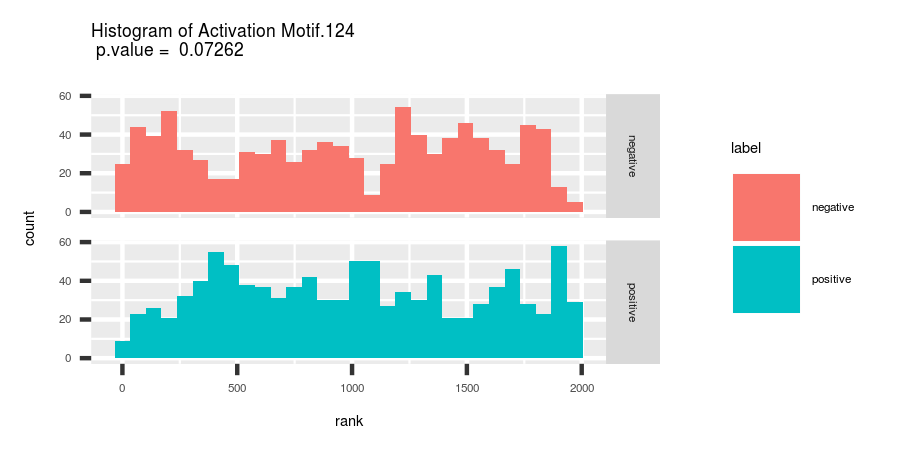 Histogram of Activation Motif.124
p.value = 0.07262
count
60
40
20
0
negative
60
40
20
0
positive
0 500 1000 1500 2000
rank
label
negative
positive